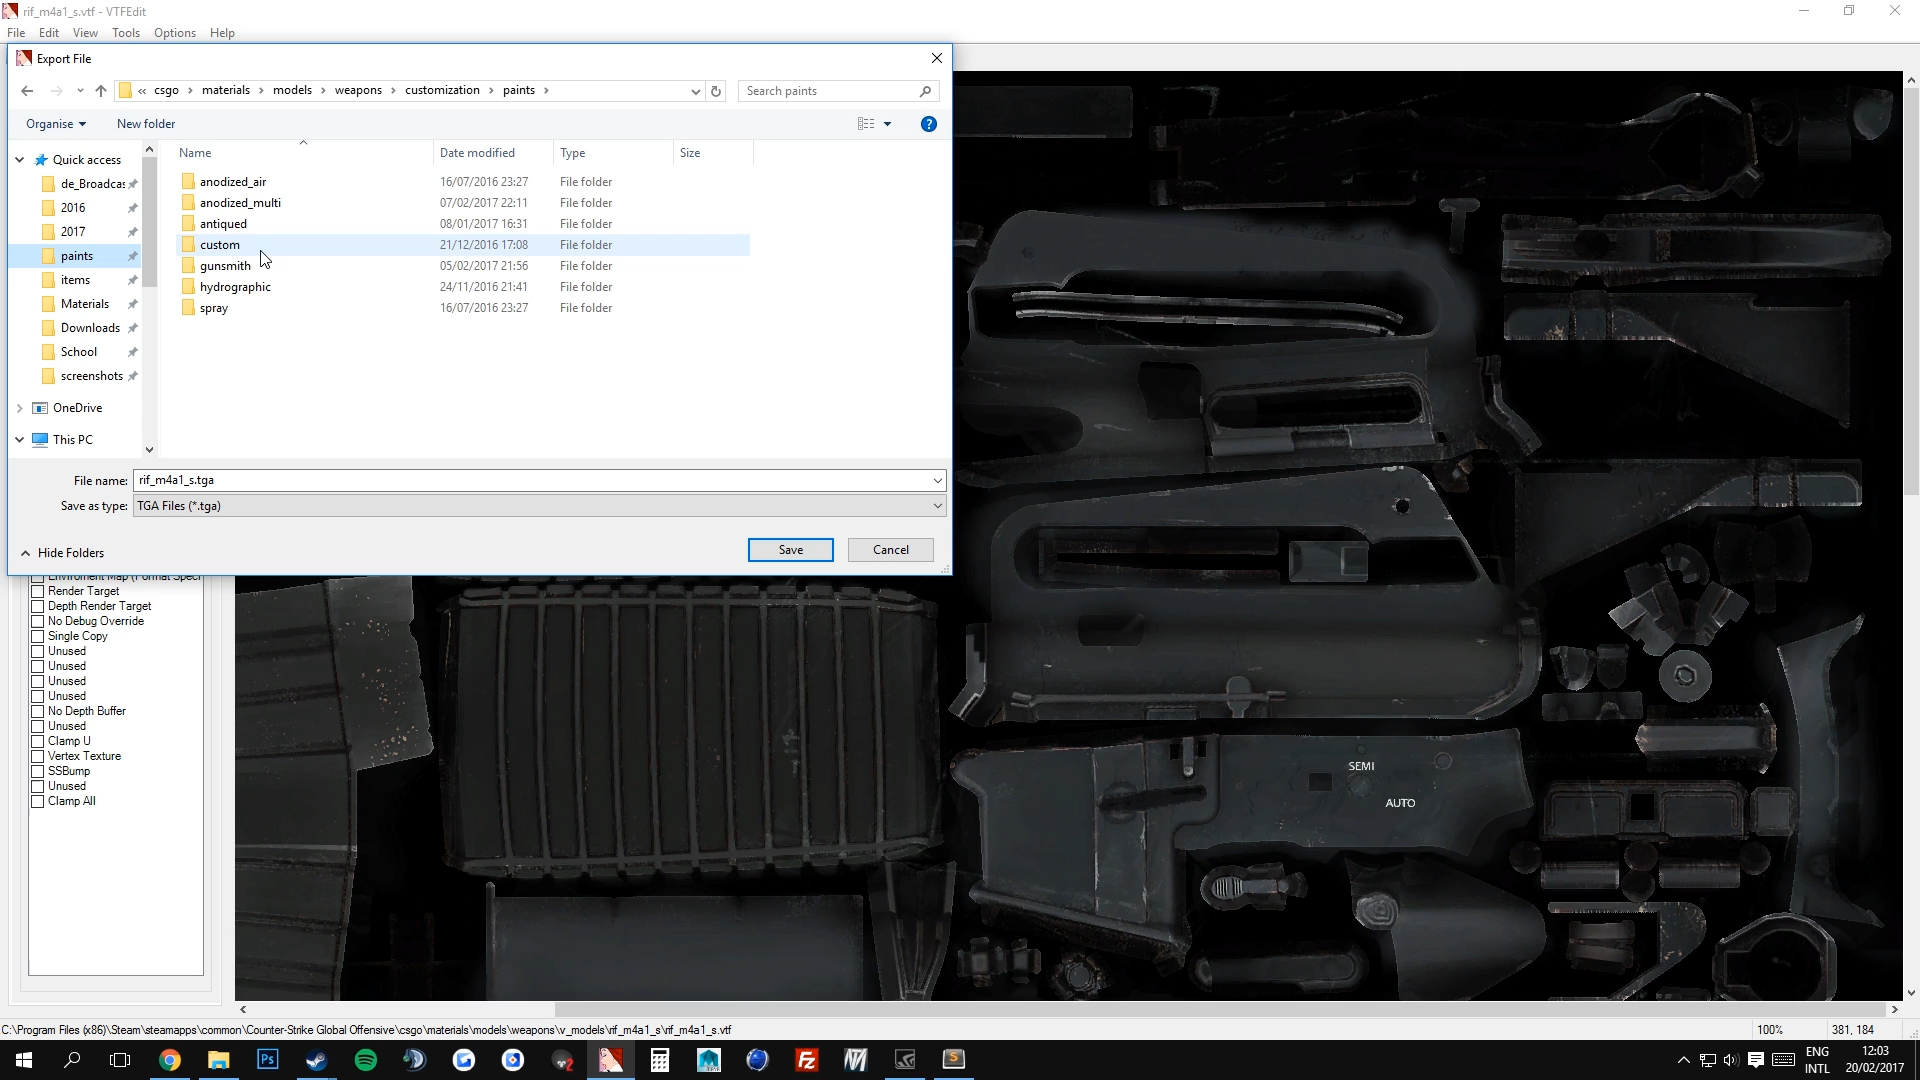 rif_m4a1_s.vtf - VTFEdit
File Edit View Tools Options Help
Export File
« csgo › materials › models › weapons › customization › paints ›
Search paints
Organise New folder
Name Date modified Type Size
Quick access
de_Broadcas
2016
2017
paints
items
Materials
Downloads
School
screenshots
OneDrive
This PC
anodized_air 16/07/2016 23:27 File folder
anodized_multi 07/02/2017 22:11 File folder
antiqued 08/01/2017 16:31 File folder
custom 21/12/2016 17:08 File folder
gunsmith 05/02/2017 21:56 File folder
hydrographic 24/11/2016 21:41 File folder
spray 16/07/2016 23:27 File folder
File name: rif_m4a1_s.tga
Save as type: TGA Files (*.tga)
Hide Folders
Save Cancel
Enviroment Map (Format Speci
Render Target
Depth Render Target
No Debug Override
Single Copy
Unused
Unused
Unused
Unused
No Depth Buffer
Unused
Clamp U
Vertex Texture
SSBump
Unused
Clamp All
SEMI
AUTO
C:\Program Files (x86)\Steam\steamapps\common\Counter-Strike Global Offensive\csgo\materials\models\weapons\v_models\rif_m4a1_s\rif_m4a1_s.vtf
100% 381, 184
Ps
Fz
S
ENG
INTL
12:03
20/02/2017